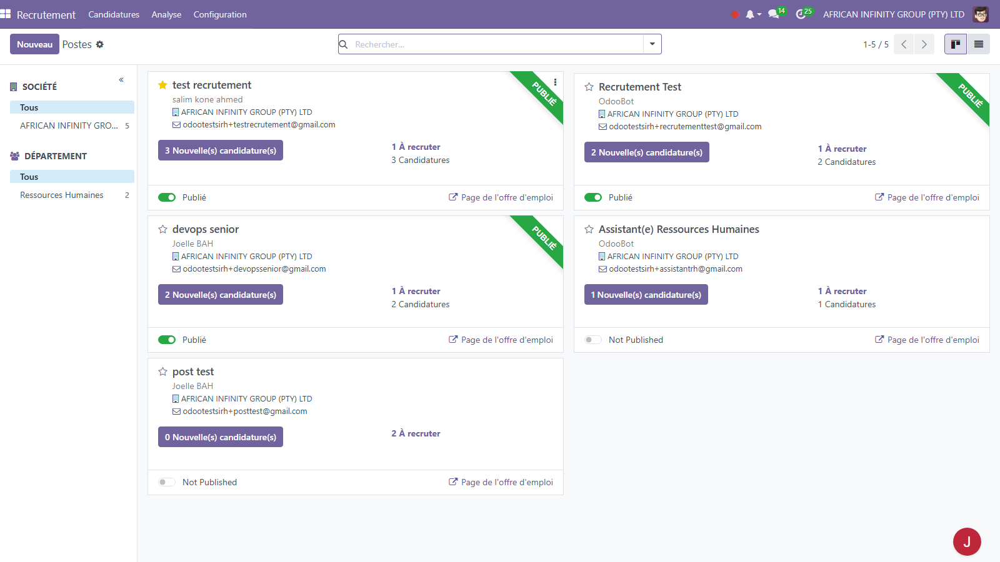 Recrutement Candidatures Analyse Configuration 14 25 AFRICAN INFINITY GROUP (PTY) LTD
Nouveau Postes Rechercher... 1-5 / 5
SOCIÉTÉ
Tous
AFRICAN INFINITY GRO... 5
DÉPARTEMENT
Tous
Ressources Humaines 2
test recrutement
PUBLIÉ
salim kone ahmed
AFRICAN INFINITY GROUP (PTY) LTD
odootestsirh+testrecrutement@gmail.com
3 Nouvelle(s) candidature(s)
1 À recruter
3 Candidatures
Publié Page de l'offre d'emploi
Recrutement Test
PUBLIÉ
OdooBot
AFRICAN INFINITY GROUP (PTY) LTD
odootestsirh+recrutementtest@gmail.com
2 Nouvelle(s) candidature(s)
1 À recruter
2 Candidatures
Publié Page de l'offre d'emploi
devops senior
PUBLIÉ
Joelle BAH
AFRICAN INFINITY GROUP (PTY) LTD
odootestsirh+devopssenior@gmail.com
2 Nouvelle(s) candidature(s)
1 À recruter
2 Candidatures
Publié Page de l'offre d'emploi
Assistant(e) Ressources Humaines
OdooBot
AFRICAN INFINITY GROUP (PTY) LTD
odootestsirh+assistantrh@gmail.com
1 Nouvelle(s) candidature(s)
1 À recruter
1 Candidatures
Not Published Page de l'offre d'emploi
post test
Joelle BAH
AFRICAN INFINITY GROUP (PTY) LTD
odootestsirh+posttest@gmail.com
0 Nouvelle(s) candidature(s)
2 À recruter
Not Published Page de l'offre d'emploi
J